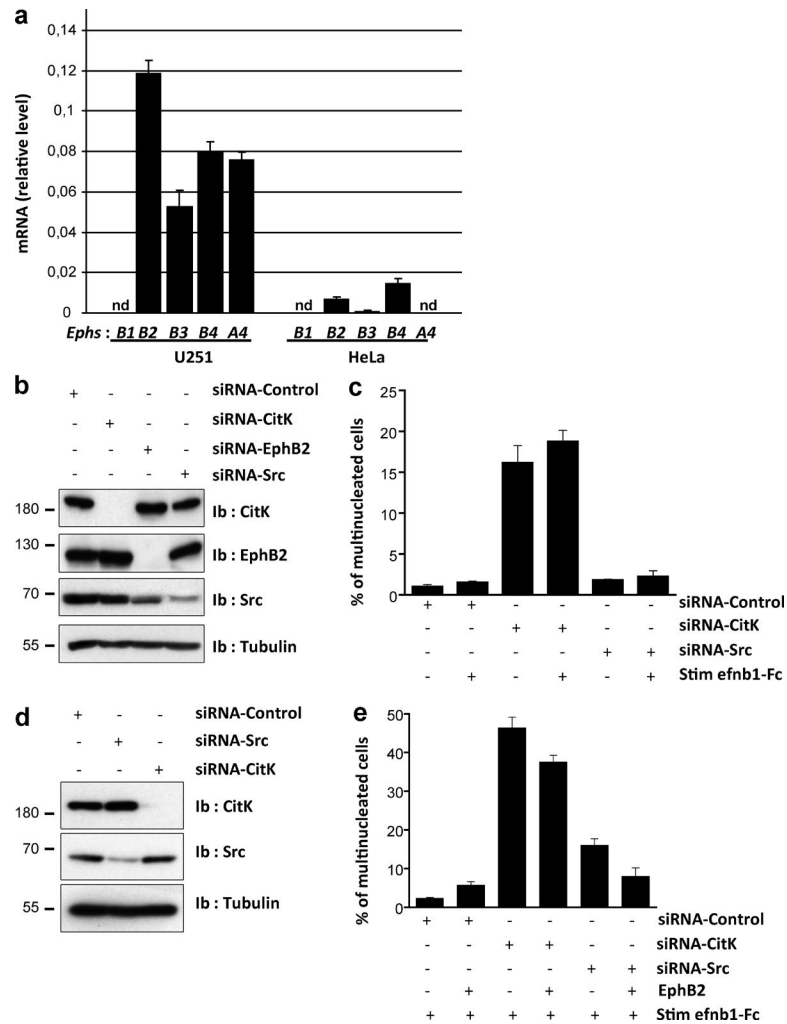 a
mRNA (relative level)
0,14
0,12
0,1
0,08
0,06
0,04
0,02
0
nd
nd
nd
Ephs : B1 B2 B3 B4 A4 B1 B2 B3 B4 A4
U251 HeLa
b
+ - - - siRNA-Control
- + - - siRNA-CitK
- - + - siRNA-EphB2
- - - + siRNA-Src
180 Ib : CitK
130 Ib : EphB2
70 Ib : Src
55 Ib : Tubulin
c
% of multinucleated cells
25
20
15
10
5
0
+ + - - - - siRNA-Control
- - + + - - siRNA-CitK
- - - - + + siRNA-Src
- + - + - + Stim efnb1-Fc
d
+ - - siRNA-Control
- + - siRNA-Src
- - + siRNA-CitK
180 Ib : CitK
70 Ib : Src
55 Ib : Tubulin
e
% of multinucleated cells
50
40
30
20
10
0
+ + - - - - siRNA-Control
- - + + - - siRNA-CitK
- - - - + + siRNA-Src
- + - + - + EphB2
+ + + + + + Stim efnb1-Fc